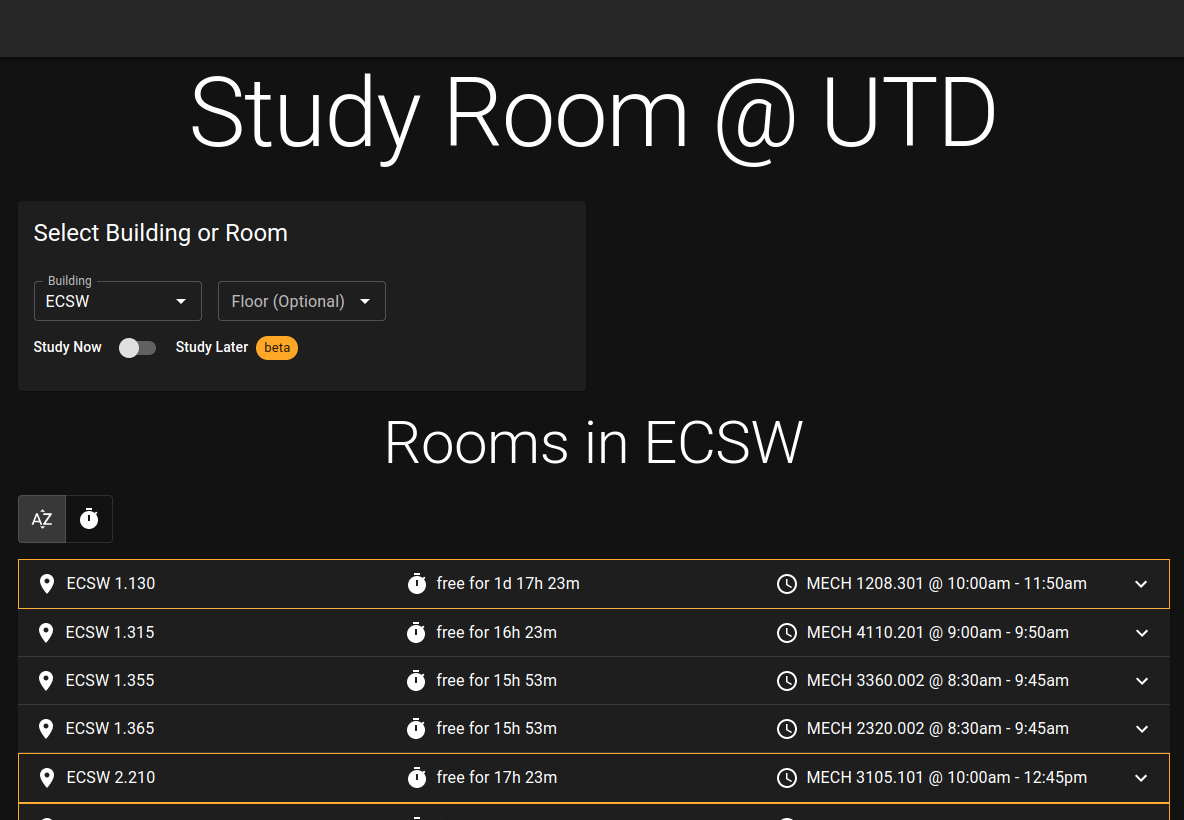 Study Room @ UTD
Select Building or Room
Building
ECSW
Floor (Optional)
Study Now
Study Later
beta
Rooms in ECSW
AZ
ECSW 1.130 free for 1d 17h 23m MECH 1208.301 @ 10:00am - 11:50am
ECSW 1.315 free for 16h 23m MECH 4110.201 @ 9:00am - 9:50am
ECSW 1.355 free for 15h 53m MECH 3360.002 @ 8:30am - 9:45am
ECSW 1.365 free for 15h 53m MECH 2320.002 @ 8:30am - 9:45am
ECSW 2.210 free for 17h 23m MECH 3105.101 @ 10:00am - 12:45pm